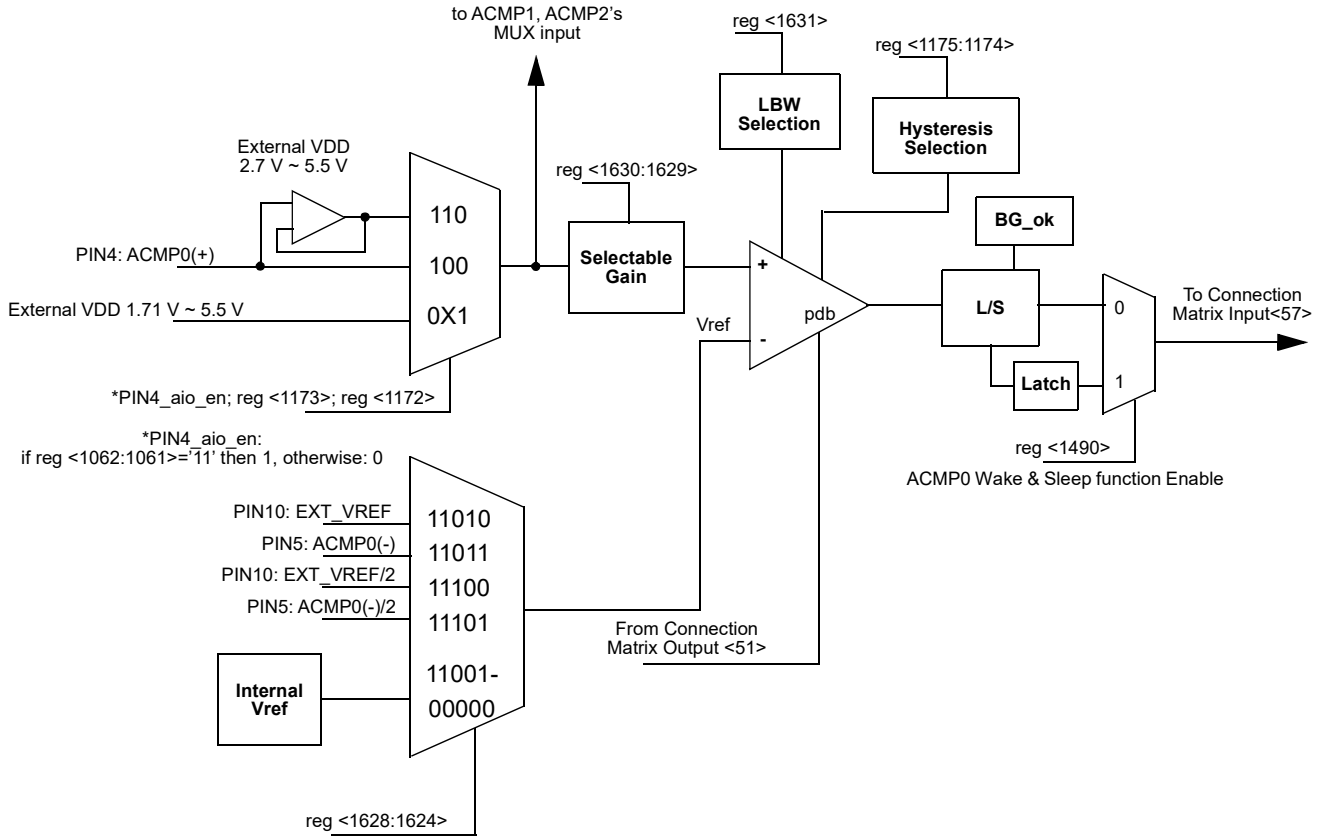 to ACMP1, ACMP2's
MUX input
reg <1631>
reg <1175:1174>
LBW
Selection
Hysteresis
Selection
External VDD
2.7 V ~ 5.5 V
reg <1630:1629>
110
BG_ok
PIN4: ACMP0(+)
100
Selectable
Gain
+
External VDD 1.71 V ~ 5.5 V
0X1
L/S
0
To Connection
Matrix Input<57>
Vref
pdb
-
Latch
1
*PIN4_aio_en; reg <1173>; reg <1172>
*PIN4_aio_en:
if reg <1062:1061>='11' then 1, otherwise: 0
reg <1490>
ACMP0 Wake & Sleep function Enable
PIN10: EXT_VREF
11010
PIN5: ACMP0(-)
11011
PIN10: EXT_VREF/2
11100
PIN5: ACMP0(-)/2
11101
From Connection
Matrix Output <51>
11001-
00000
Internal
Vref
reg <1628:1624>